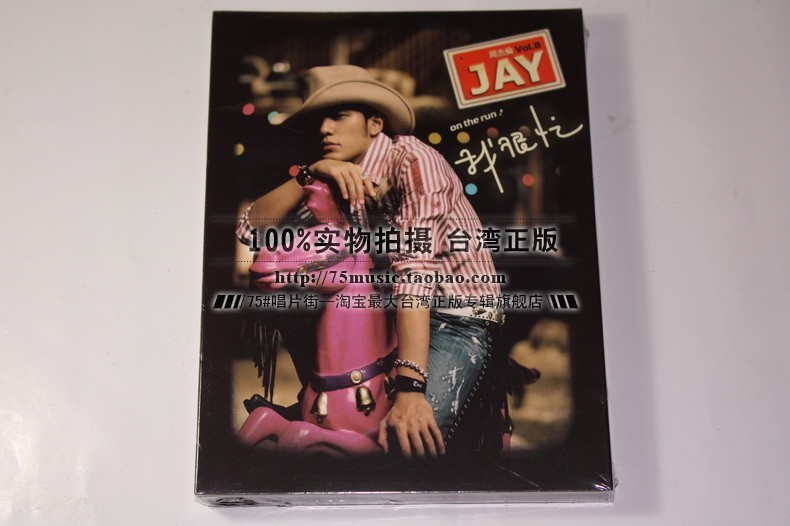 周杰倫 Vol.8
JAY
on the run!
我很忙
100%实物拍摄 台湾正版
http://75music.taobao.com
75#唱片街—淘宝最大台湾正版专辑旗舰店